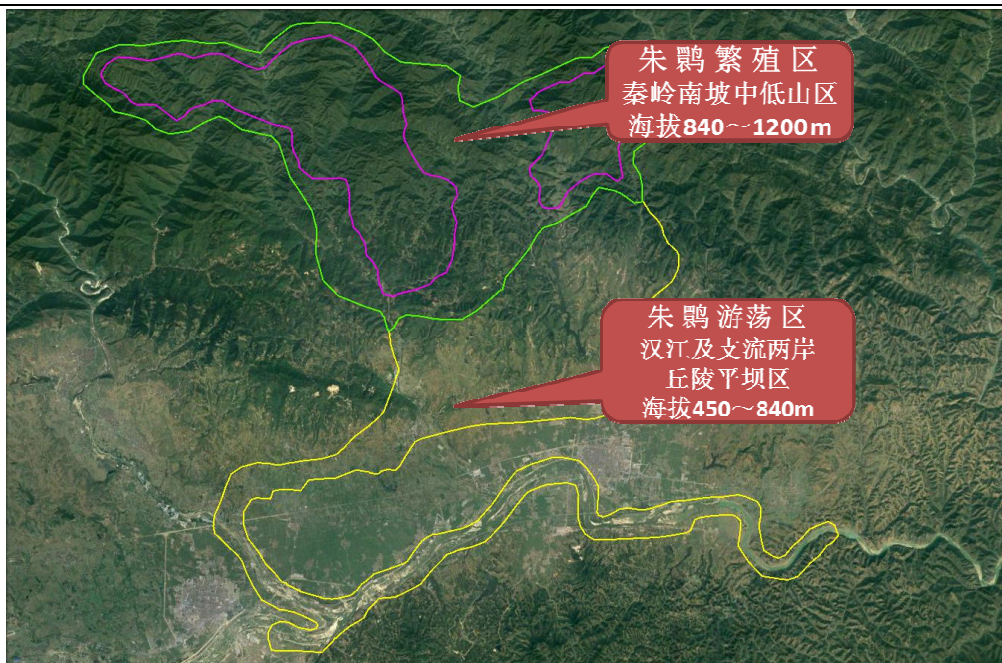 朱鹮繁殖区
秦岭南坡中低山区
海拔840～1200m
朱鹮游荡区
汉江及支流两岸
丘陵平坝区
海拔450～840m